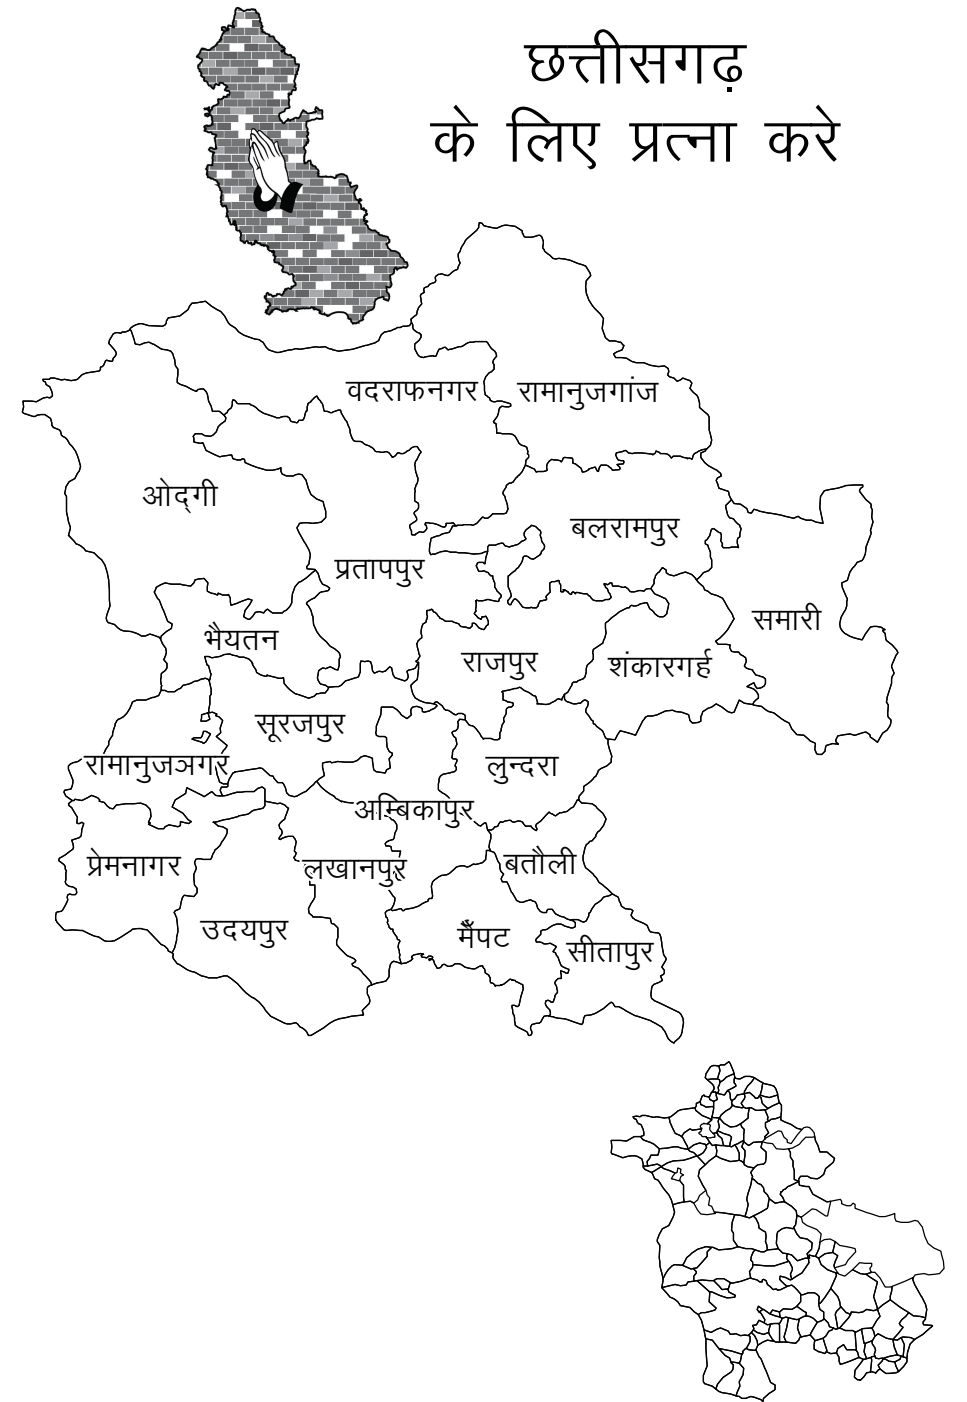 छत्तीसगढ़
के लिए प्रत्ना करे
वदराफनगर
रामानुजगांज
ओद्गी
बलरामपुर
प्रतापपुर
समारी
भैयतन
राजपुर
शंकारगर्ह
सूरजपुर
रामानुजञगर
लुन्दरा
अम्बिकापुर
प्रेमनागर
लखानपुर
बतौली
उदयपुर
मैंपट
सीतापुर